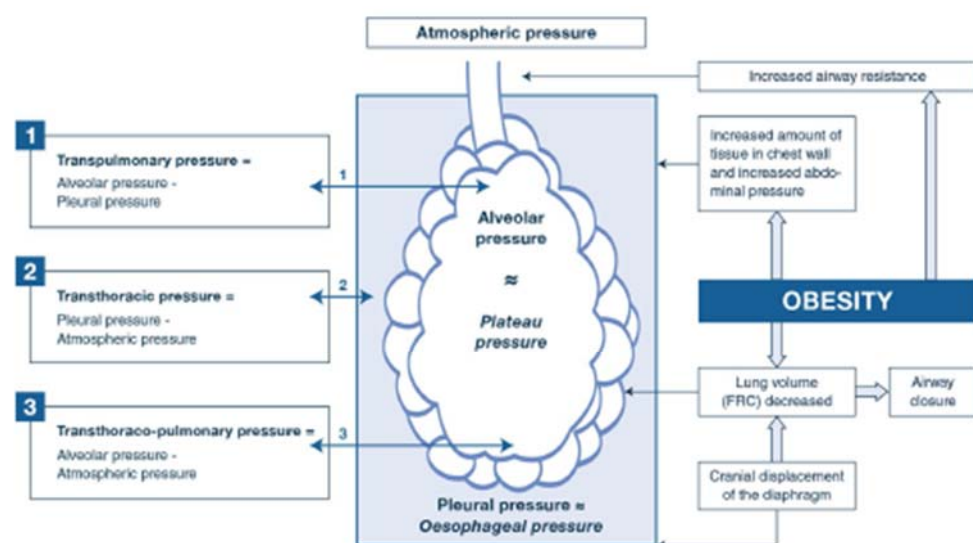 Atmospheric pressure
1
Transpulmonary pressure =
Alveolar pressure -
Pleural pressure
2
Transthoracic pressure =
Pleural pressure -
Atmospheric pressure
3
Transthoraco-pulmonary pressure =
Alveolar pressure -
Atmospheric pressure
1
2
3
Alveolar
pressure
≈
Plateau
pressure
Pleural pressure ≈
Oesophageal pressure
Increased airway resistance
Increased amount of
tissue in chest wall
and increased abdo-
minal pressure
OBESITY
Lung volume
(FRC) decreased
Airway
closure
Cranial displacement
of the diaphragm